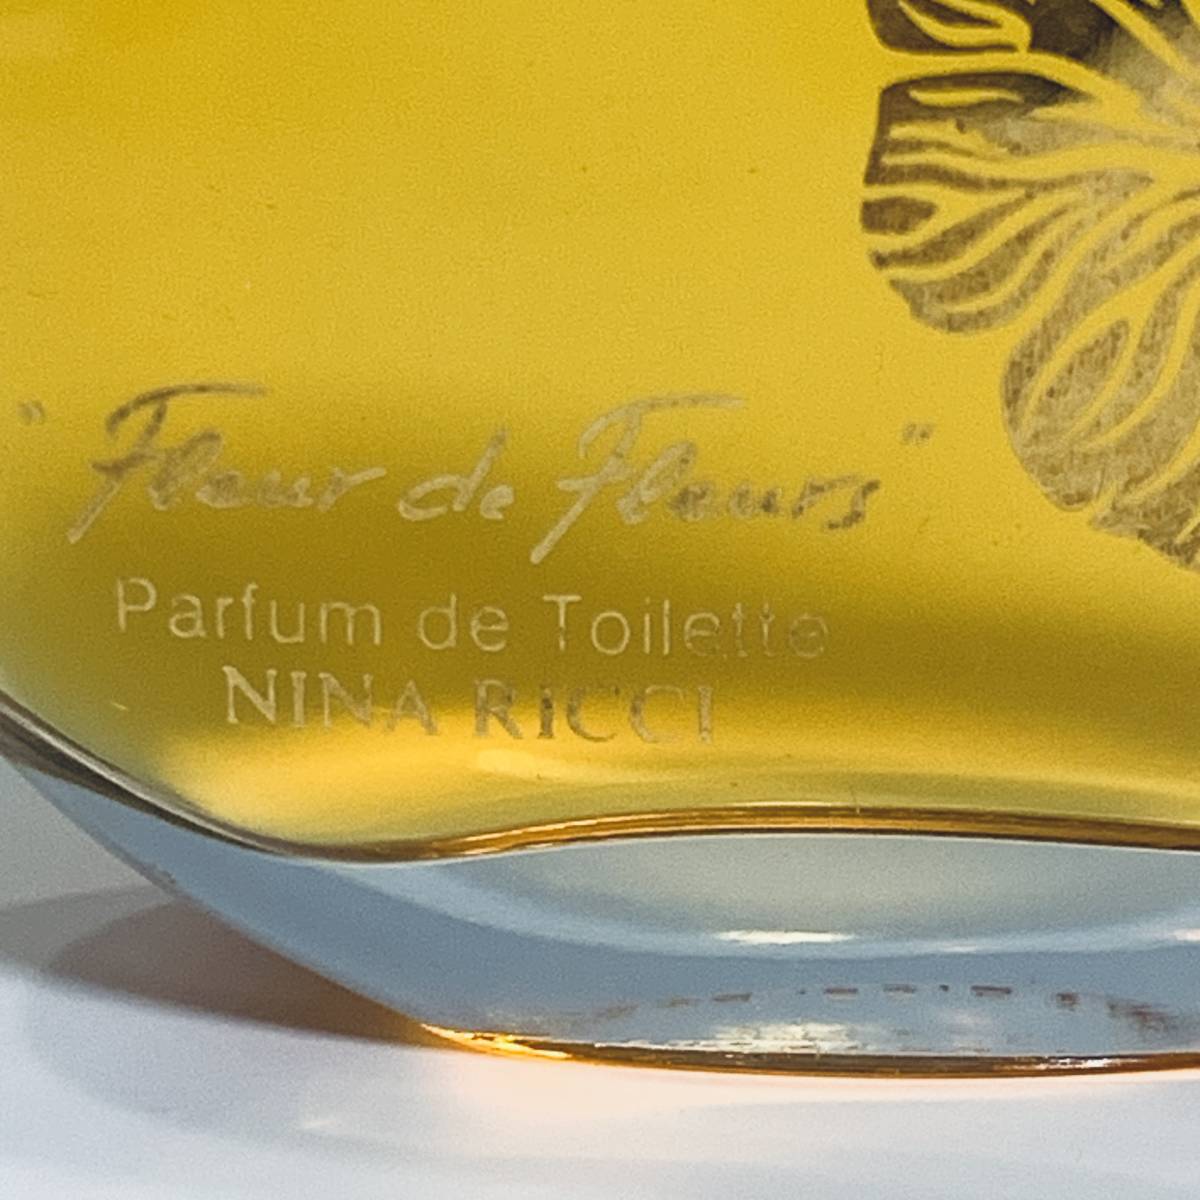 "Fleur de Fleurs"
Parfum de Toilette
NINA RICCI